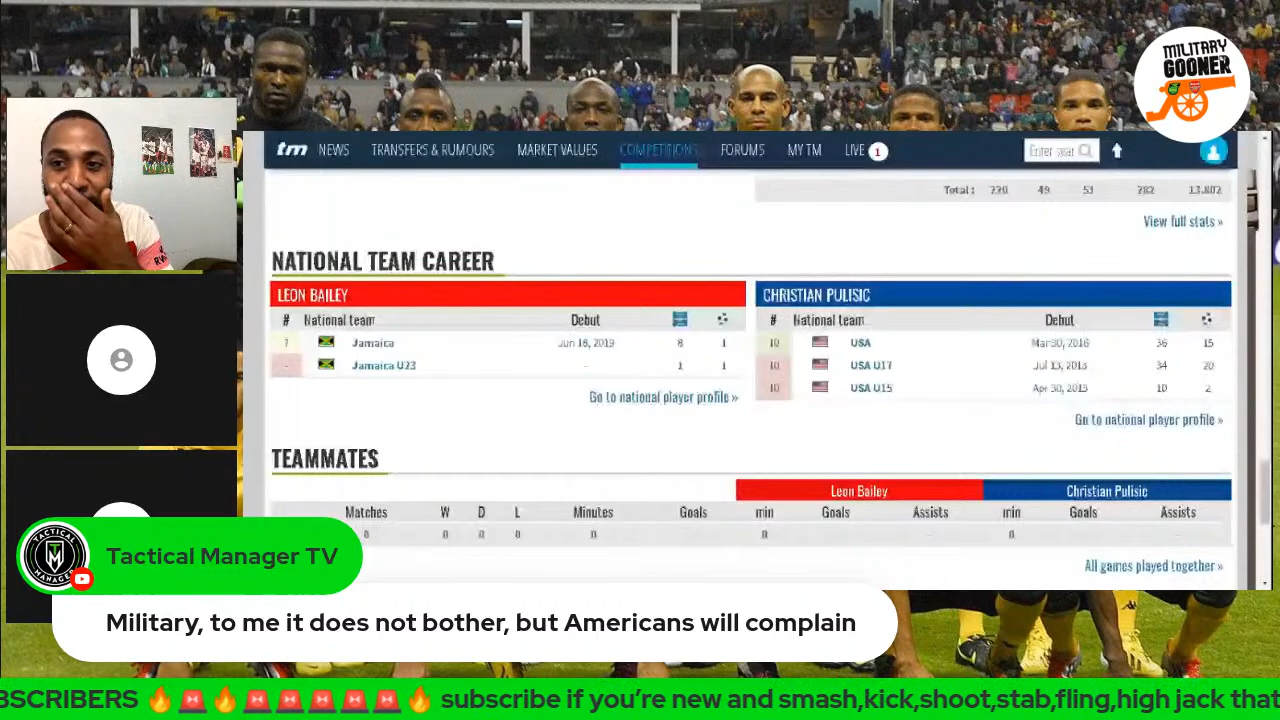 MILITARY
GOONER
tm NEWS TRANSFERS & RUMOURS MARKET VALUES COMPETITIONS FORUMS MY TM LIVE 1
Total : 220 49 51 282 13.802
View full stats »
NATIONAL TEAM CAREER
LEON BAILEY
# National team Debut
7 Jamaica Jun 16, 2019 8 1
- Jamaica U23 - 1 1
Go to national player profile »
CHRISTIAN PULISIC
# National team Debut
10 USA Mar 30, 2016 36 15
10 USA U17 Jul 13, 2013 34 20
10 USA U15 Apr 30, 2013 10 2
Go to national player profile »
TEAMMATES
Leon Bailey Christian Pulisic
Matches W D L Minutes Goals min Goals Assists min Goals Assists
0 0 0 0 0 0 - 0 -
All games played together »
TACTICAL
TM
MANAGER
Tactical Manager TV
Military, to me it does not bother, but Americans will complain
BSCRIBERS 🔥🚨🔥🚨🚨🚨🚨🚨🔥 subscribe if you’re new and smash,kick,shoot,stab,fling,high jack that